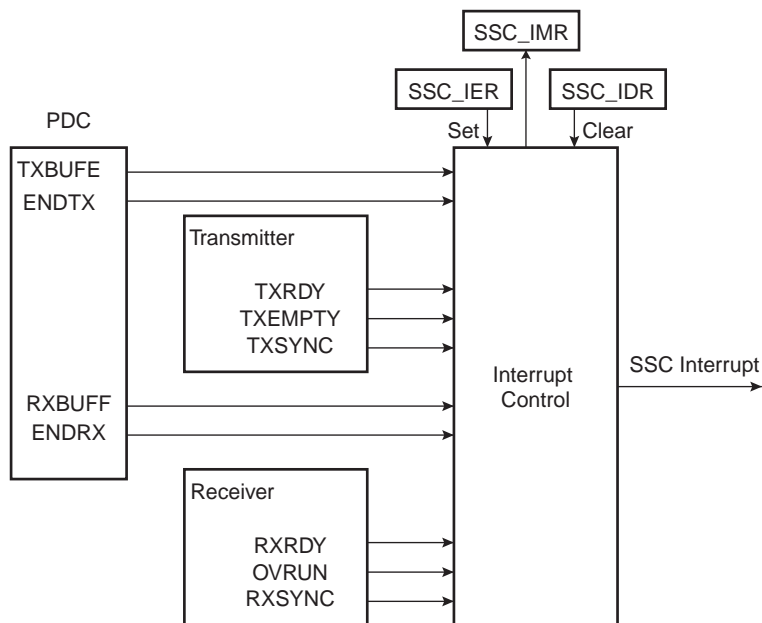 SSC_IMR
SSC_IER
SSC_IDR
PDC
Set
Clear
TXBUFE
ENDTX
Transmitter
TXRDY
TXEMPTY
TXSYNC
RXBUFF
ENDRX
Interrupt
Control
SSC Interrupt
Receiver
RXRDY
OVRUN
RXSYNC